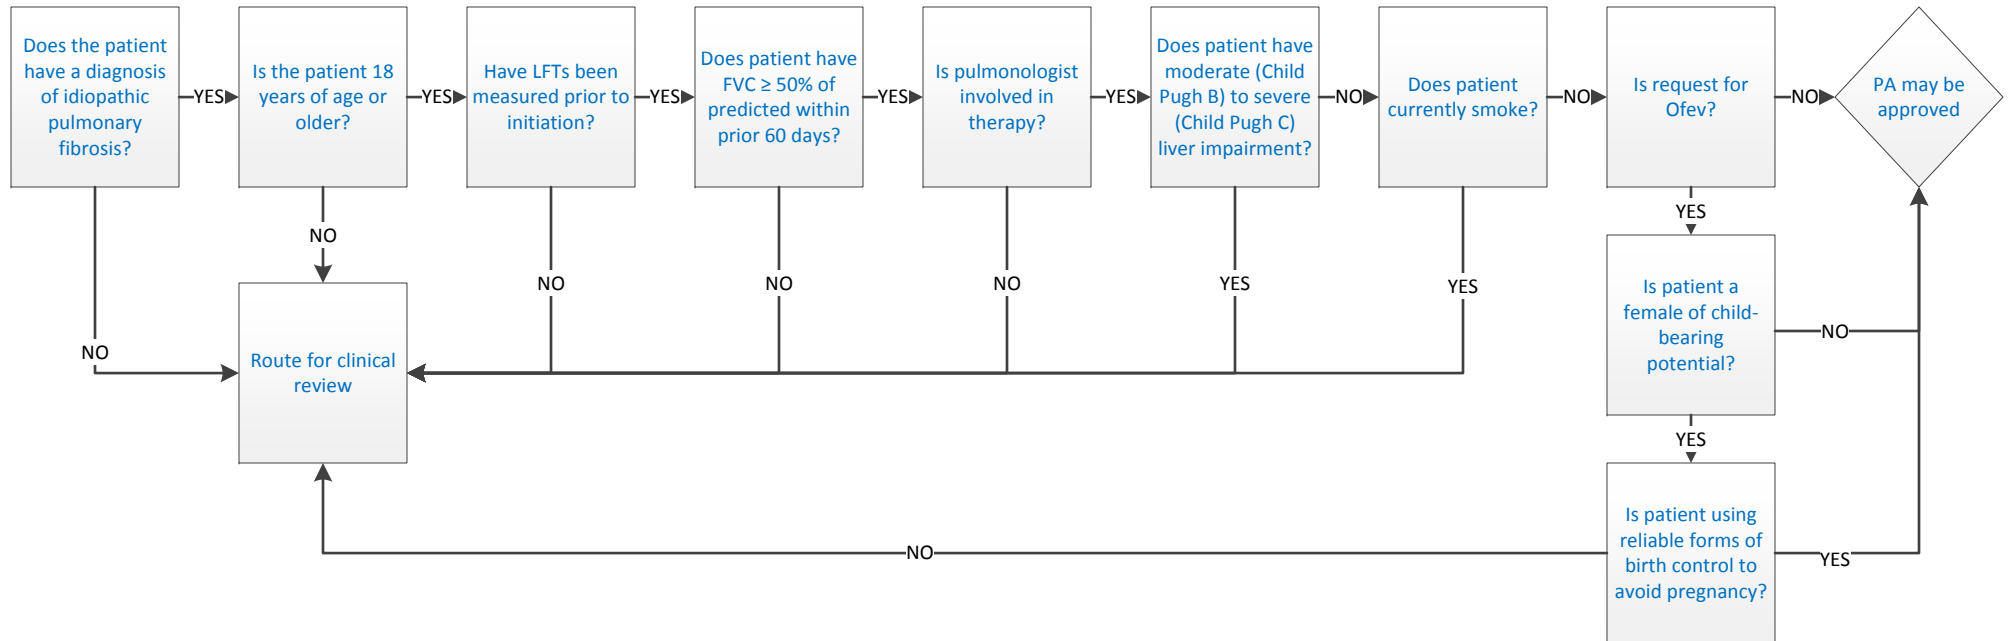 Does the patient
have a diagnosis
of idiopathic
pulmonary
fibrosis?
YES
Is the patient 18
years of age or
older?
YES
Have LFTs been
measured prior to
initiation?
YES
Does patient have
FVC ≥ 50% of
predicted within
prior 60 days?
YES
Is pulmonologist
involved in
therapy?
YES
Does patient have
moderate (Child
Pugh B) to severe
(Child Pugh C)
liver impairment?
NO
Does patient
currently smoke?
NO
Is request for
Ofev?
NO
PA may be
approved
NO
NO
NO
NO
NO
YES
YES
YES
Route for clinical
review
Is patient a
female of child-
bearing
potential?
NO
YES
Is patient using
reliable forms of
birth control to
avoid pregnancy?
NO
YES